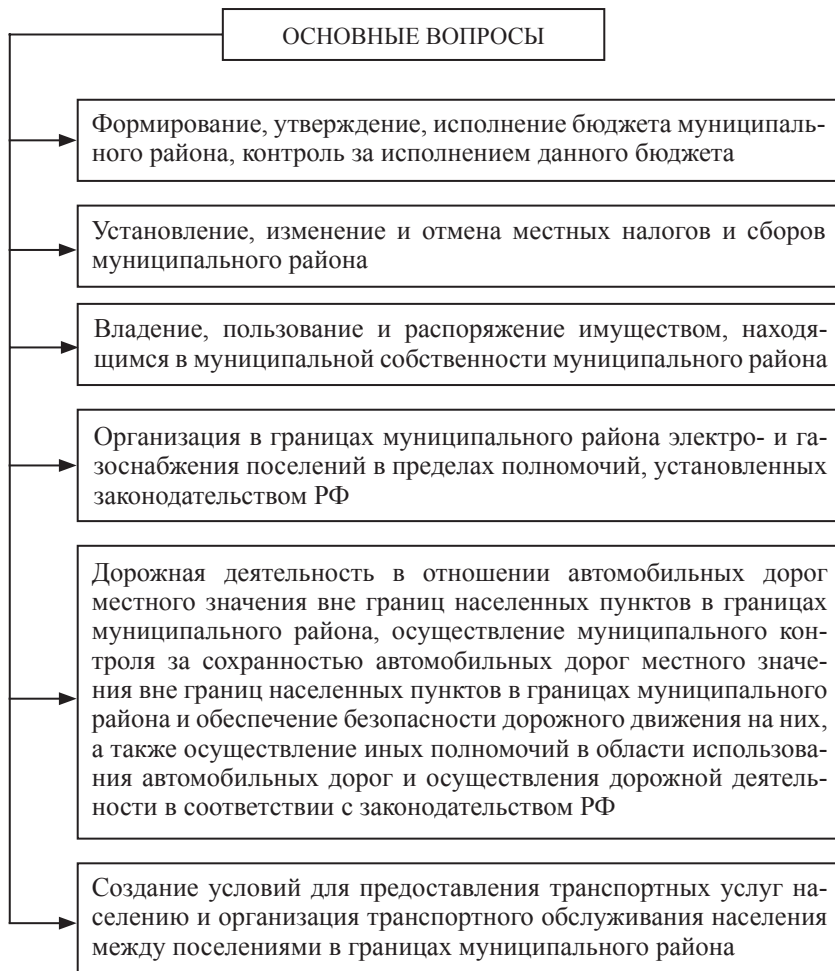 ОСНОВНЫЕ ВОПРОСЫ
Формирование, утверждение, исполнение бюджета муниципаль-
ного района, контроль за исполнением данного бюджета
Установление, изменение и отмена местных налогов и сборов
муниципального района
Владение, пользование и распоряжение имуществом, находя-
щимся в муниципальной собственности муниципального района
Организация в границах муниципального района электро- и га-
зоснабжения поселений в пределах полномочий, установленных
законодательством РФ
Дорожная деятельность в отношении автомобильных дорог
местного значения вне границ населенных пунктов в границах
муниципального района, осуществление муниципального кон-
троля за сохранностью автомобильных дорог местного значе-
ния вне границ населенных пунктов в границах муниципального
района и обеспечение безопасности дорожного движения на них,
а также осуществление иных полномочий в области использова-
ния автомобильных дорог и осуществления дорожной деятель-
ности в соответствии с законодательством РФ
Создание условий для предоставления транспортных услуг на-
селению и организация транспортного обслуживания населения
между поселениями в границах муниципального района